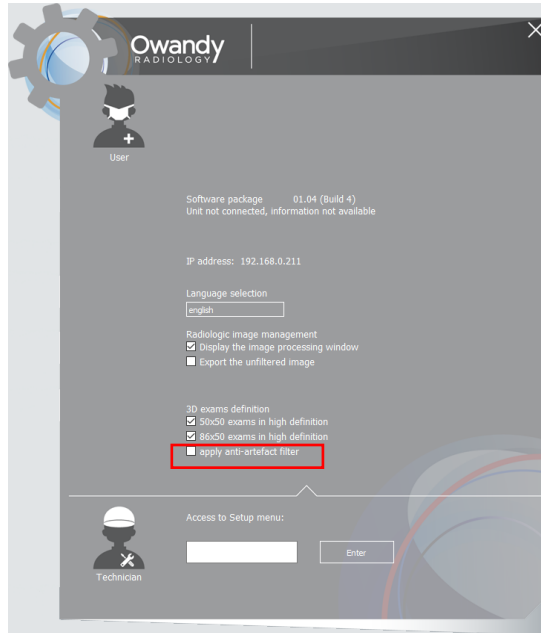 Owandy
RADIOLOGY
User
Software package 01.04 (Build 4)
Unit not connected, information not available
IP address: 192.168.0.211
Language selection
english
Radiologic image management
Display the image processing window
Export the unfiltered image
3D exams definition
50x50 exams in high definition
86x50 exams in high definition
apply anti-artefact filter
Access to Setup menu:
Enter
Technician